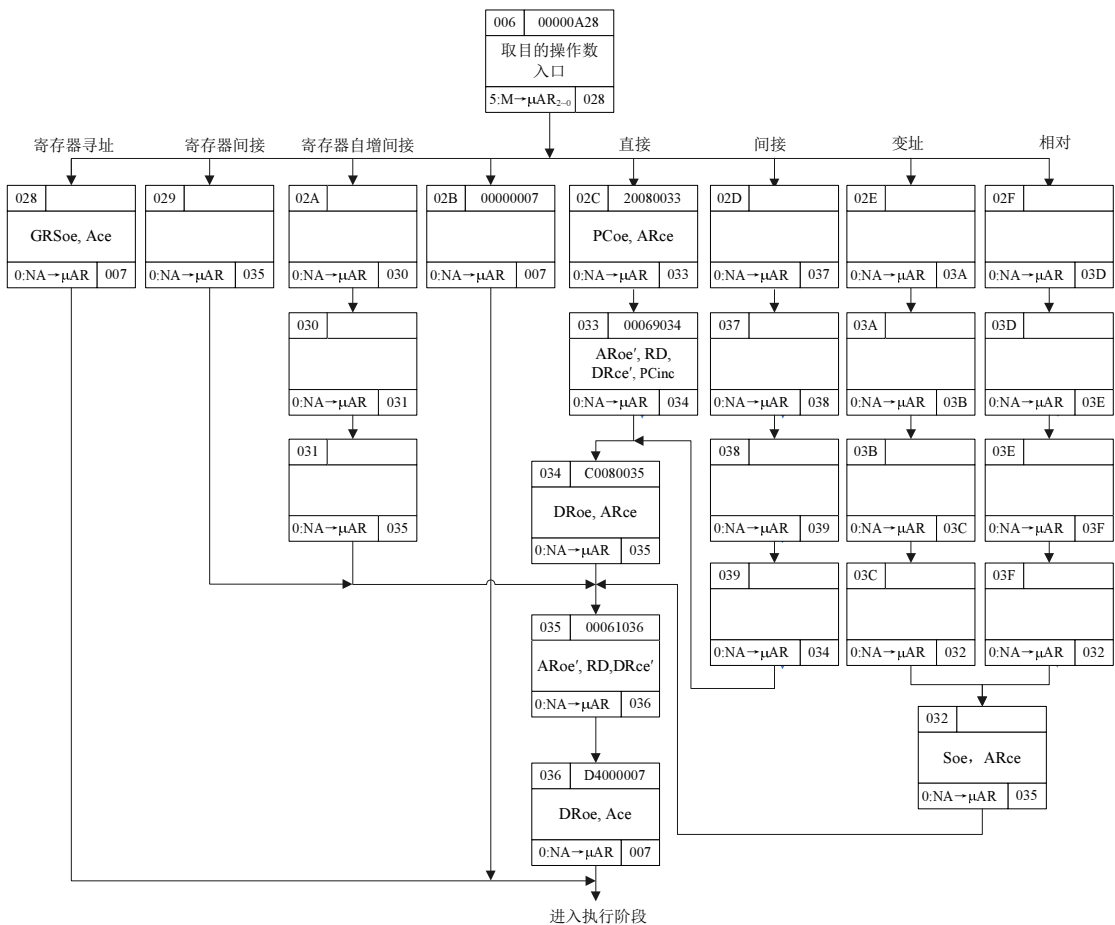 006 00000A28
取目的操作数
入口
5:M→μAR₂₋₀ 028
寄存器寻址 寄存器间接 寄存器自增间接 直接 间接 变址 相对
028 029 02A 02B 00000007 02C 20080033 02D 02E 02F
GRSoe, Ace PCoe, ARce
0:NA→μAR 007 0:NA→μAR 035 0:NA→μAR 030 0:NA→μAR 007 0:NA→μAR 033 0:NA→μAR 037 0:NA→μAR 03A 0:NA→μAR 03D
030 033 00069034 037 03A 03D
ARoe′, RD,
DRce′, PCinc
0:NA→μAR 031 0:NA→μAR 034 0:NA→μAR 038 0:NA→μAR 03B 0:NA→μAR 03E
031 038 03B 03E
034 C0080035
DRoe, ARce
0:NA→μAR 035 0:NA→μAR 039 0:NA→μAR 03C 0:NA→μAR 03F
0:NA→μAR 035
039 03C 03F
035 00061036
ARoe′, RD,DRce′
0:NA→μAR 034 0:NA→μAR 032 0:NA→μAR 032
0:NA→μAR 036
032
Soe，ARce
0:NA→μAR 035
036 D4000007
DRoe, Ace
0:NA→μAR 007
进入执行阶段